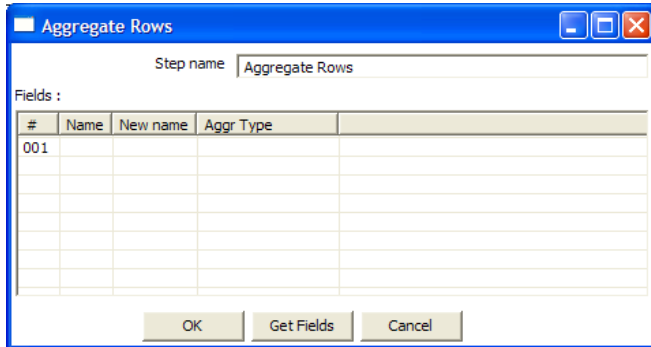 Aggregate Rows
Step name Aggregate Rows
Fields :
# Name New name Aggr Type
001
OK Get Fields Cancel